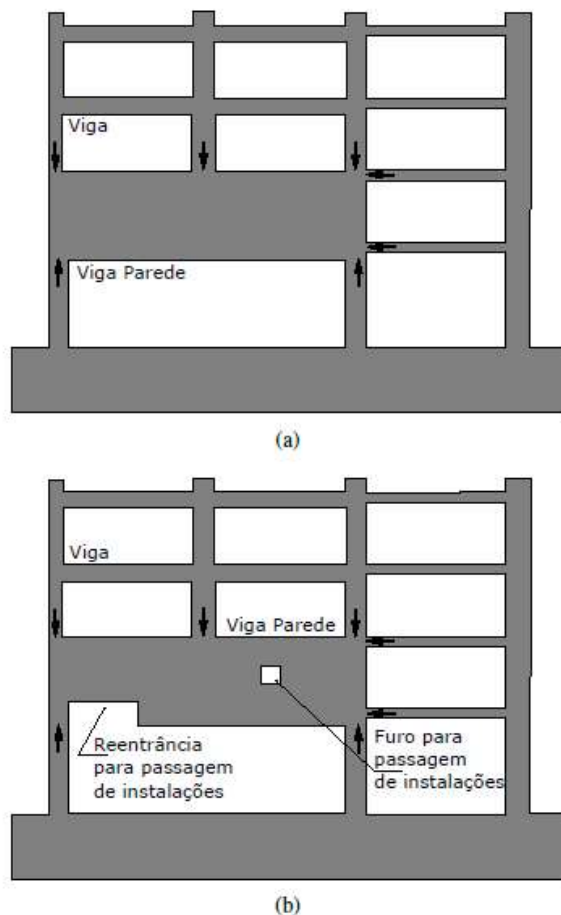 Viga
Viga Parede
(a)
Viga
Viga Parede
Reentrância
para passagem
de instalações
Furo para
passagem
de instalações
(b)